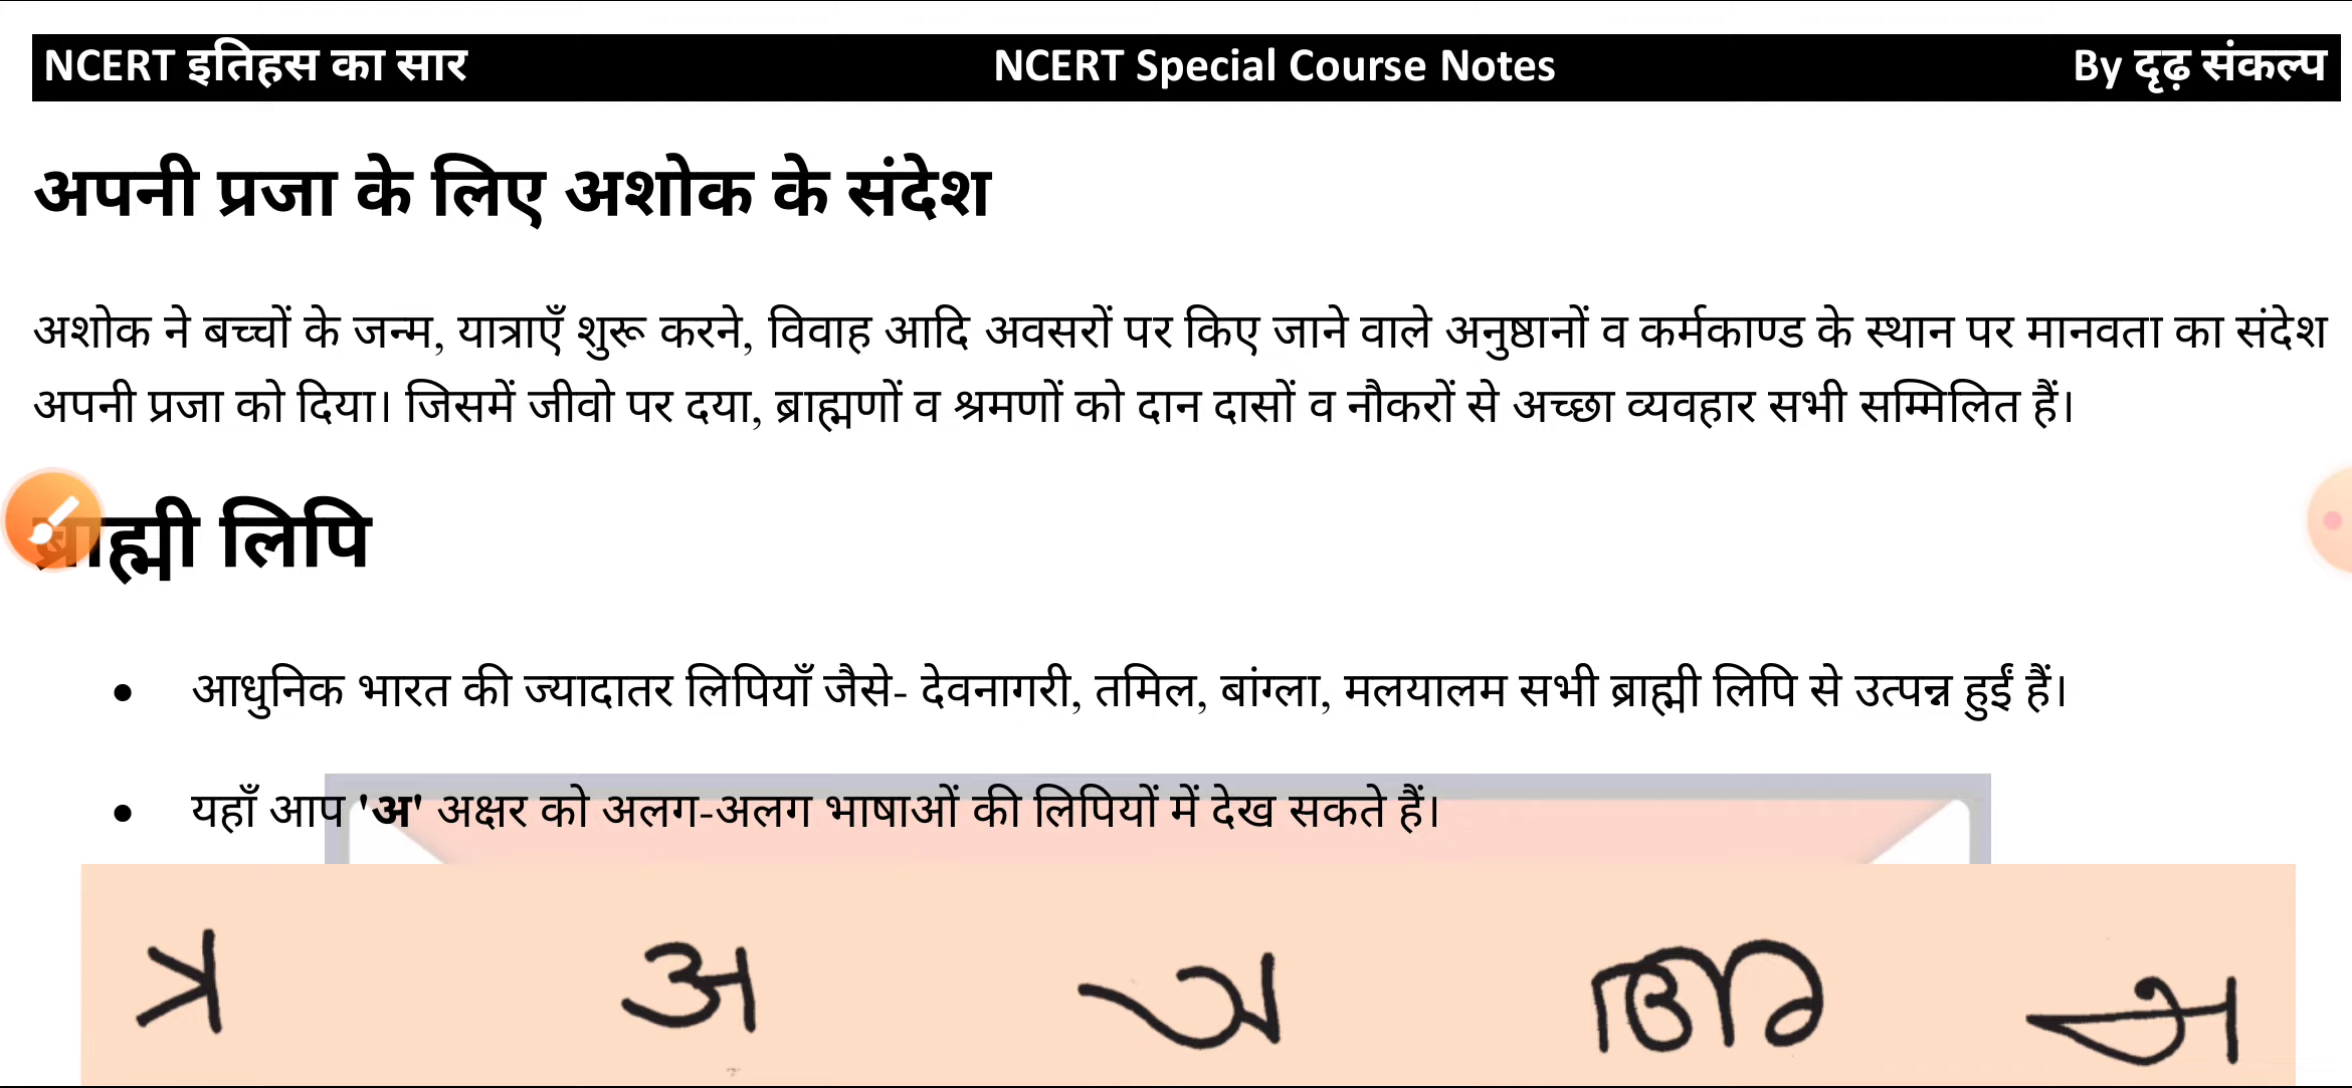 NCERT इतिहस का सार NCERT Special Course Notes By दृढ़ संकल्प
अपनी प्रजा के लिए अशोक के संदेश
अशोक ने बच्चों के जन्म, यात्राएँ शुरू करने, विवाह आदि अवसरों पर किए जाने वाले अनुष्ठानों व कर्मकाण्ड के स्थान पर मानवता का संदेश
अपनी प्रजा को दिया। जिसमें जीवो पर दया, ब्राह्मणों व श्रमणों को दान दासों व नौकरों से अच्छा व्यवहार सभी सम्मिलित हैं।
ब्राह्मी लिपि
• आधुनिक भारत की ज्यादातर लिपियाँ जैसे- देवनागरी, तमिल, बांग्ला, मलयालम सभी ब्राह्मी लिपि से उत्पन्न हुईं हैं।
• यहाँ आप 'अ' अक्षर को अलग-अलग भाषाओं की लिपियों में देख सकते हैं।
𑀅 अ অ അ அ